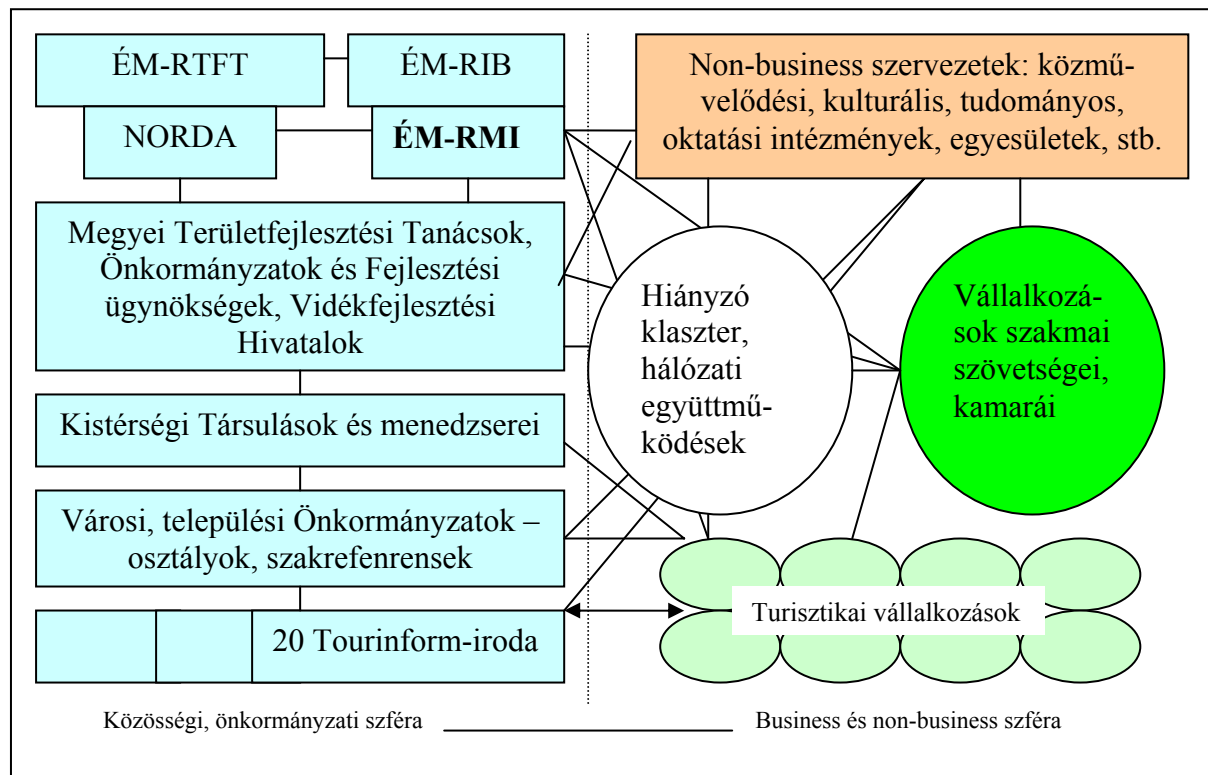 ÉM-RTFT
ÉM-RIB
NORDA
ÉM-RMI
Megyei Területfejlesztési Tanácsok,
Önkormányzatok és Fejlesztési
ügynökségek, Vidékfejlesztési
Hivatalok
Kistérségi Társulások és menedzserei
Városi, települési Önkormányzatok –
osztályok, szakrefenrensek
20 Tourinform-iroda
Non-business szervezetek: közmű-
velődési, kulturális, tudományos,
oktatási intézmények, egyesületek, stb.
Hiányzó
klaszter,
hálózati
együttmű-
ködések
Vállalkozá-
sok szakmai
szövetségei,
kamarái
Turisztikai vállalkozások
Közösségi, önkormányzati szféra
Business és non-business szféra